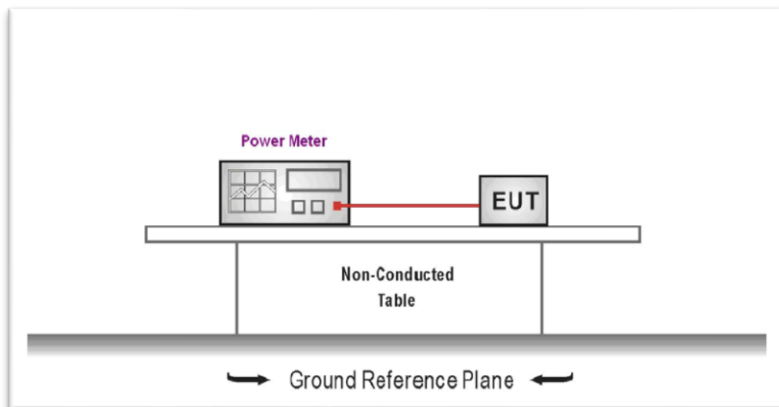 Power Meter
EUT
Non-Conducted
Table
Ground Reference Plane